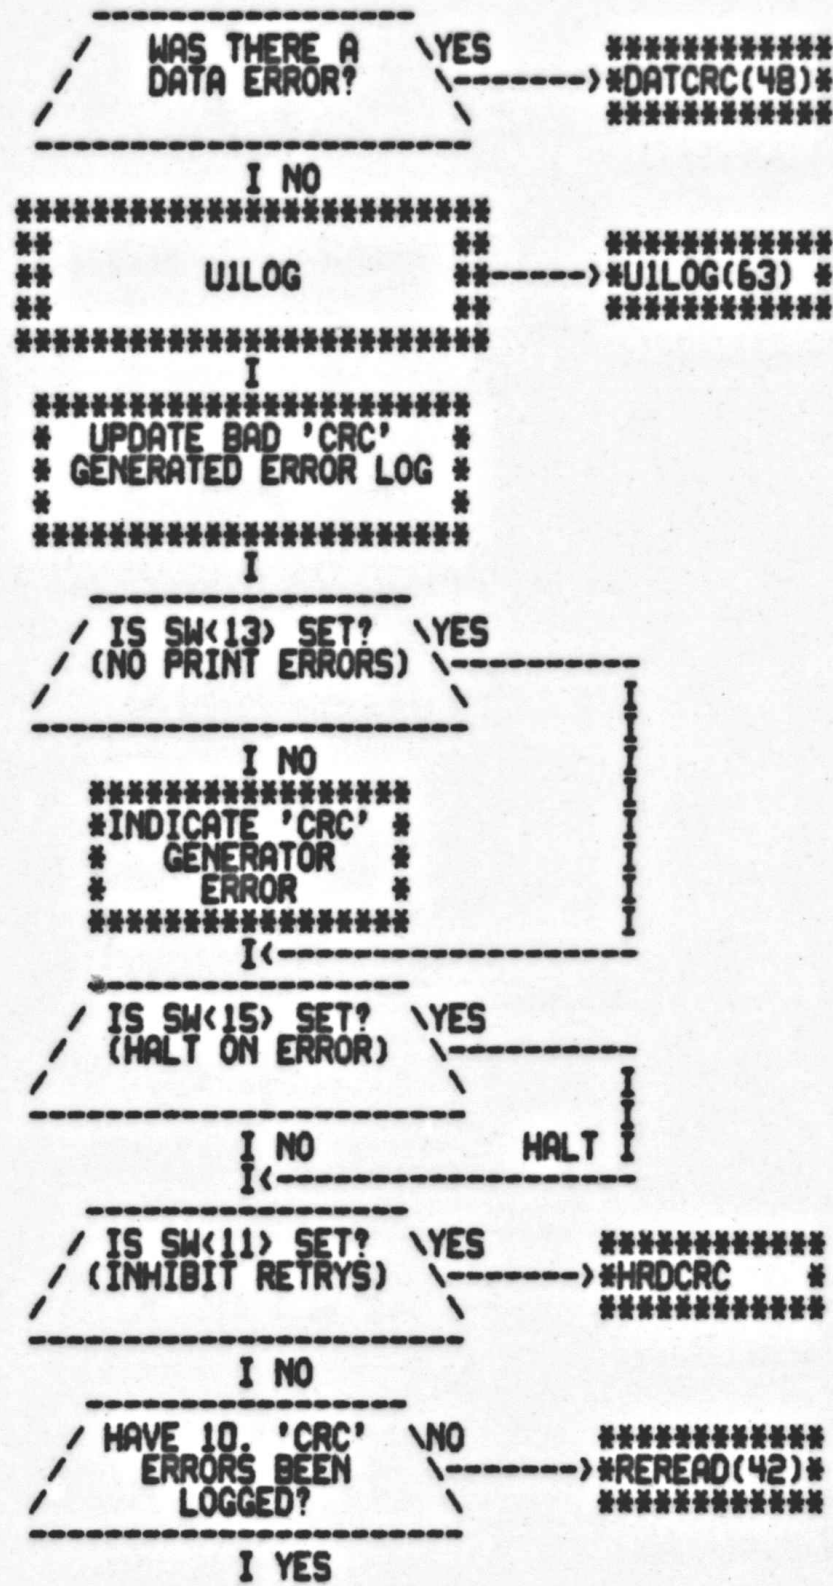 WAS THERE A YES
DATA ERROR? *DATCRC(48)*
I NO
U1LOG *U1LOG(63) *
I
UPDATE BAD 'CRC'
GENERATED ERROR LOG
I
IS SW<13> SET? YES
(NO PRINT ERRORS)
I NO
INDICATE 'CRC'
GENERATOR
ERROR
IS SW<15> SET? YES
(HALT ON ERROR)
I NO HALT
IS SW<11> SET? YES
(INHIBIT RETRYS) *HRDCRC *
I NO
HAVE 10. 'CRC' NO
ERRORS BEEN *REREAD(42)*
LOGGED?
I YES